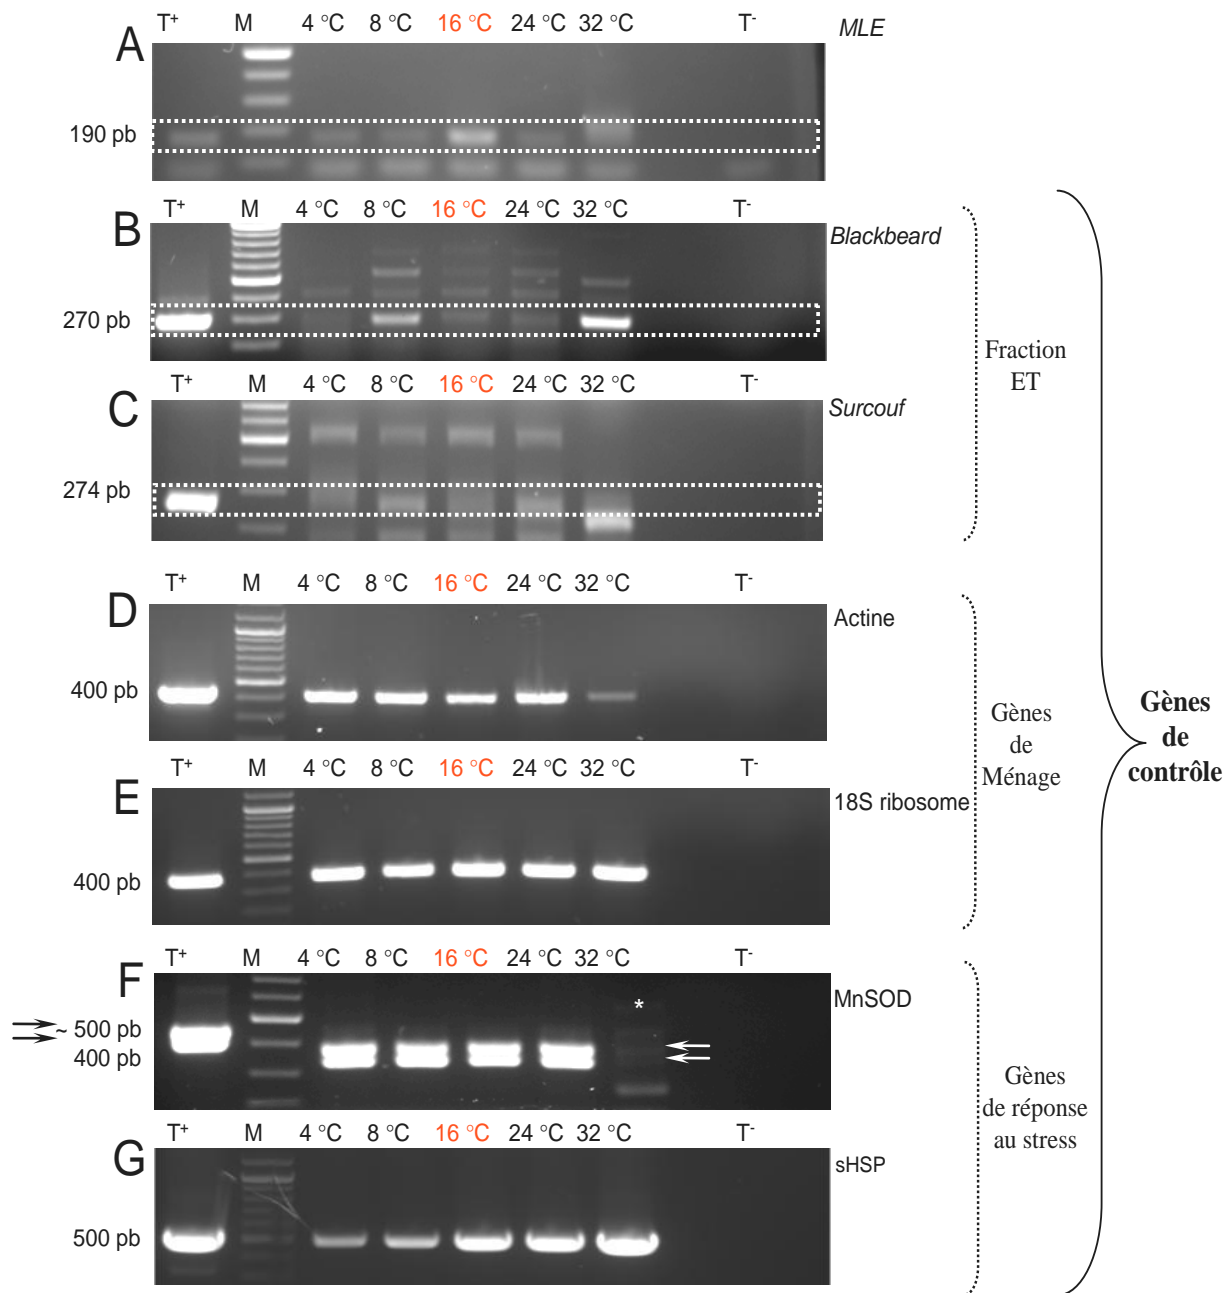 T+ M 4 °C 8 °C 16 °C 24 °C 32 °C T-
A
MLE
190 pb
T+ M 4 °C 8 °C 16 °C 24 °C 32 °C T-
B
Blackbeard
270 pb
T+ M 4 °C 8 °C 16 °C 24 °C 32 °C T-
C
Surcouf
274 pb
Fraction
ET
T+ M 4 °C 8 °C 16 °C 24 °C 32 °C T-
D
Actine
400 pb
T+ M 4 °C 8 °C 16 °C 24 °C 32 °C T-
E
18S ribosome
400 pb
Gènes
de
Ménage
T+ M 4 °C 8 °C 16 °C 24 °C 32 °C T-
F
MnSOD
*
~ 500 pb
400 pb
T+ M 4 °C 8 °C 16 °C 24 °C 32 °C T-
G
sHSP
500 pb
Gènes
de réponse
au stress
Gènes
de
contrôle